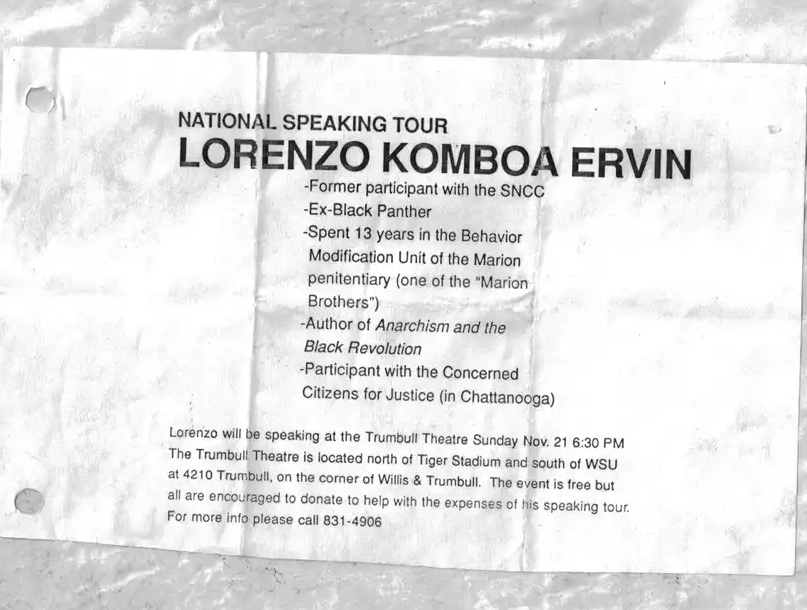 NATIONAL SPEAKING TOUR
LORENZO KOMBOA ERVIN
-Former participant with the SNCC
-Ex-Black Panther
-Spent 13 years in the Behavior
Modification Unit of the Marion
penitentiary (one of the “Marion
Brothers”)
-Author of Anarchism and the
Black Revolution
-Participant with the Concerned
Citizens for Justice (in Chattanooga)
Lorenzo will be speaking at the Trumbull Theatre Sunday Nov. 21 6:30 PM
The Trumbull Theatre is located north of Tiger Stadium and south of WSU
at 4210 Trumbull, on the corner of Willis & Trumbull. The event is free but
all are encouraged to donate to help with the expenses of his speaking tour.
For more info please call 831-4906